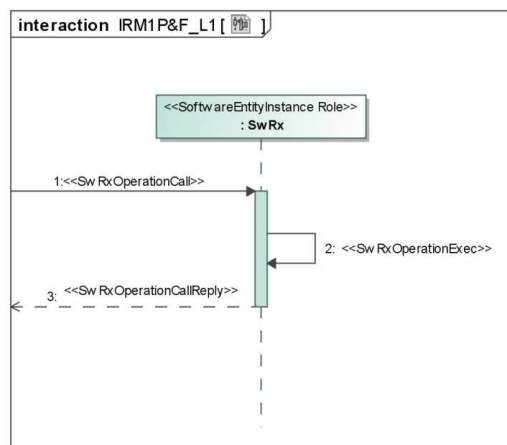 interaction IRM1P&F_L1 [ ]
<<SoftwareEntityInstance Role>>
: SwRx
1:<<SwRxOperationCall>>
2: <<SwRxOperationExec>>
3: <<SwRxOperationCallReply>>